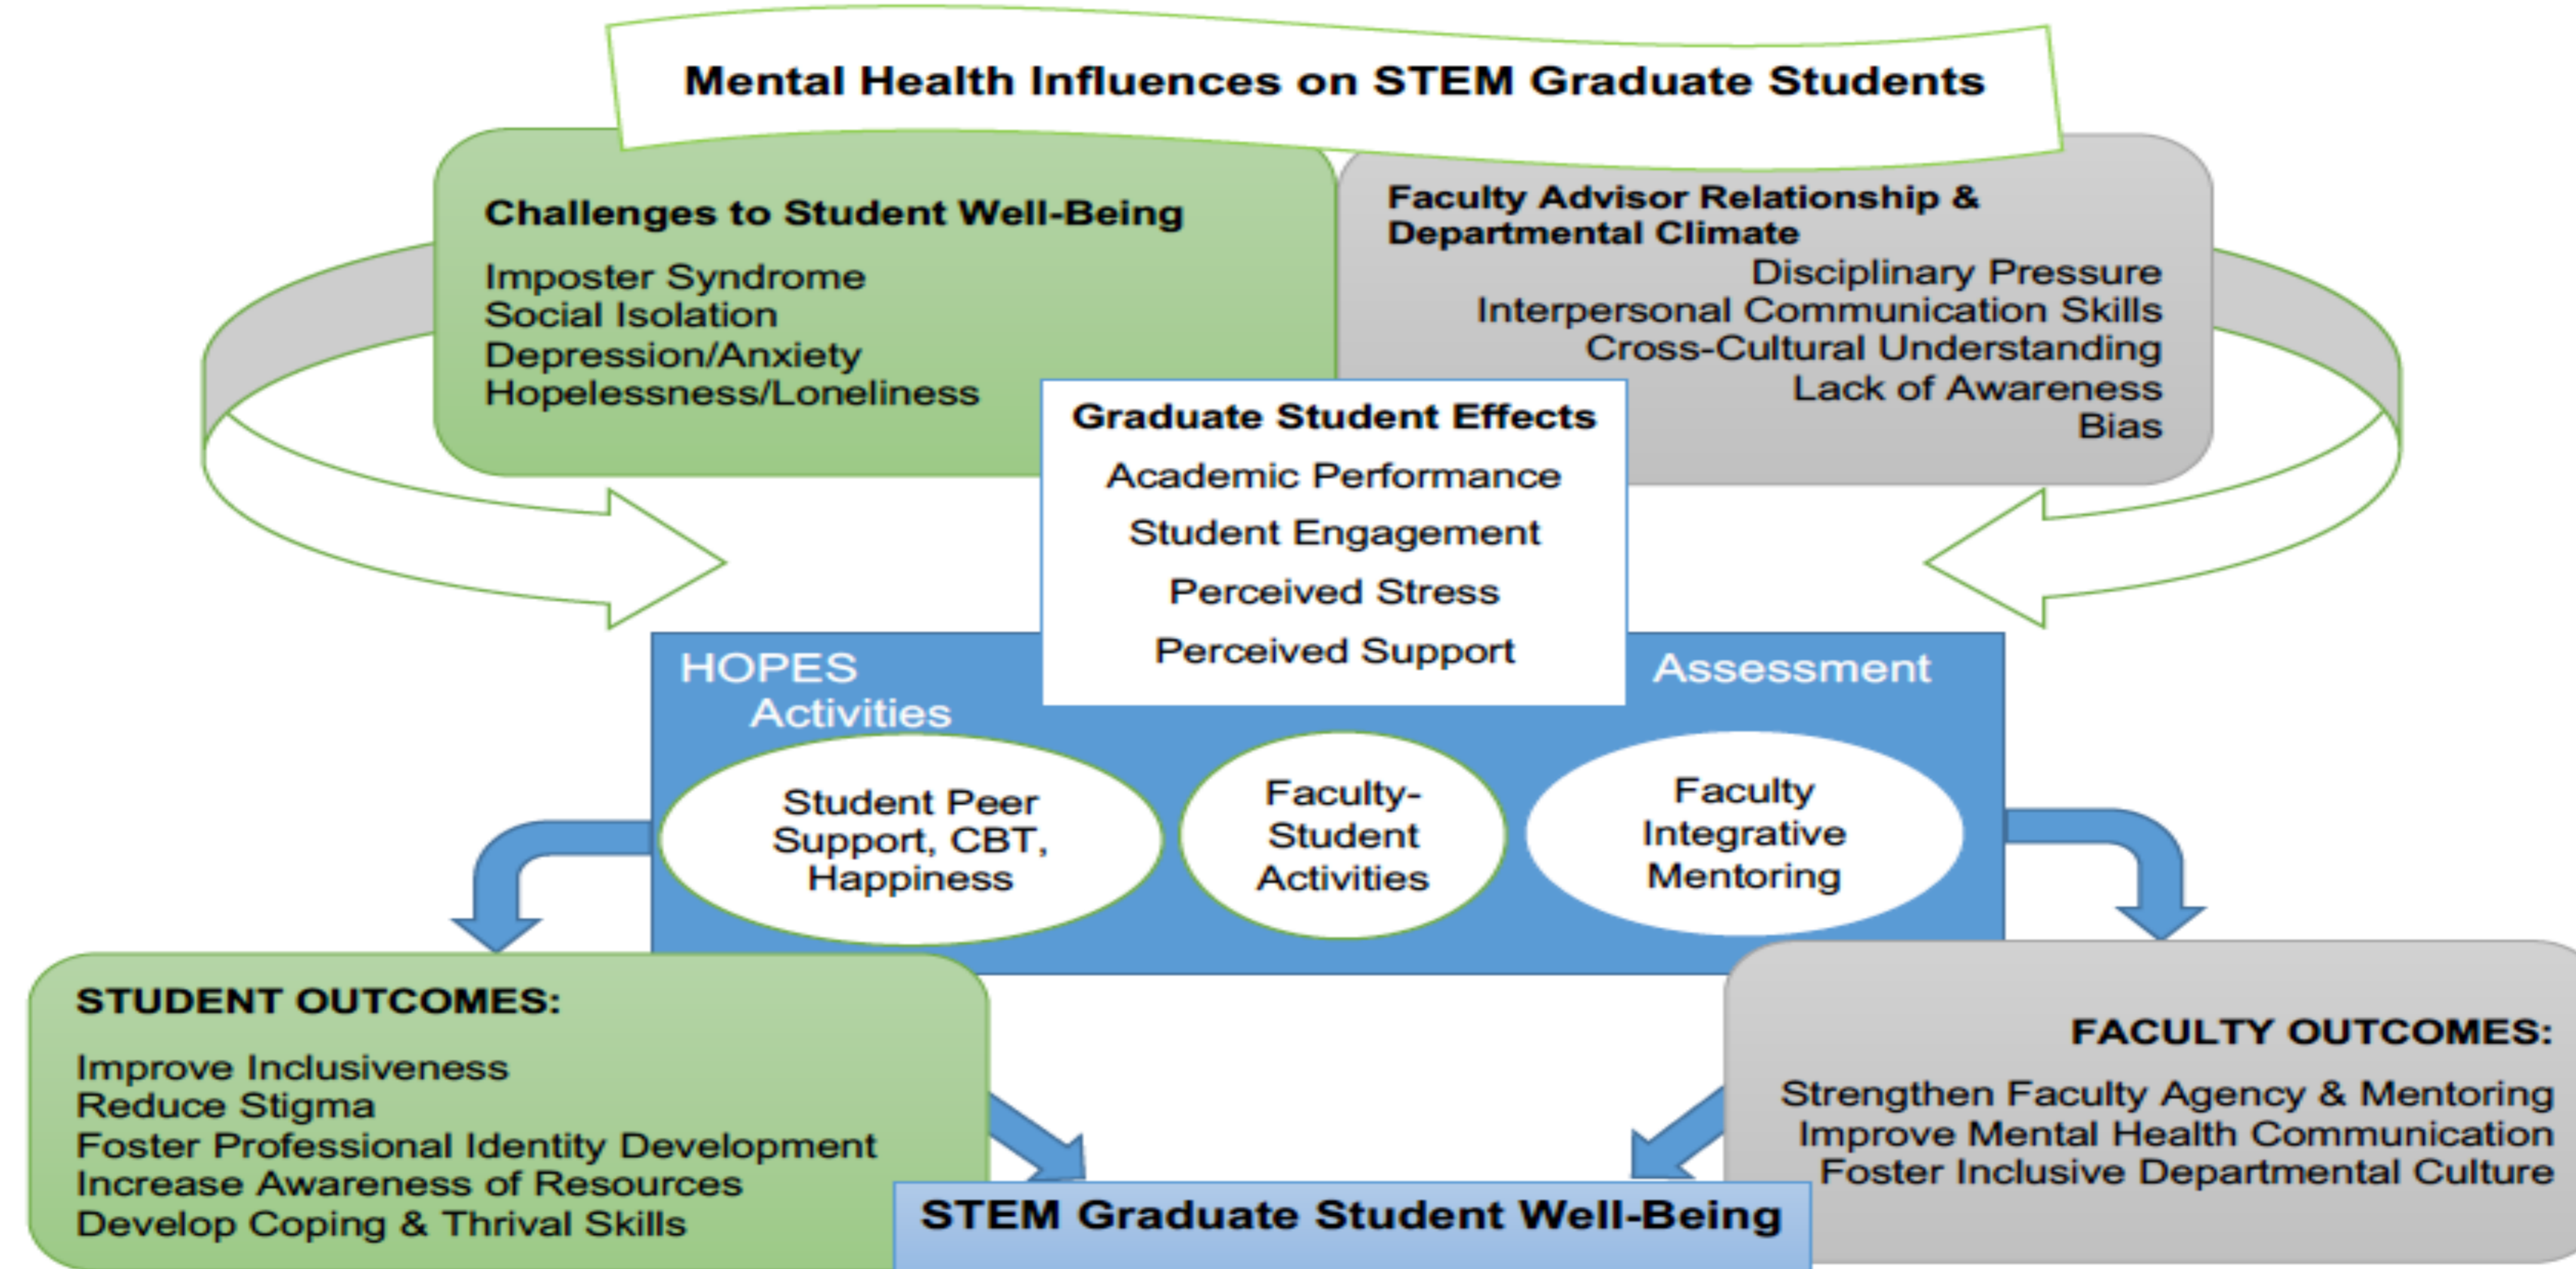 Mental Health Influences on STEM Graduate Students
Challenges to Student Well-Being
Imposter Syndrome
Social Isolation
Depression/Anxiety
Hopelessness/Loneliness
Faculty Advisor Relationship &
Departmental Climate
Disciplinary Pressure
Interpersonal Communication Skills
Cross-Cultural Understanding
Lack of Awareness
Bias
Graduate Student Effects
Academic Performance
Student Engagement
Perceived Stress
Perceived Support
HOPES
Activities
Assessment
Student Peer
Support, CBT,
Happiness
Faculty-
Student
Activities
Faculty
Integrative
Mentoring
STUDENT OUTCOMES:
Improve Inclusiveness
Reduce Stigma
Foster Professional Identity Development
Increase Awareness of Resources
Develop Coping & Thrival Skills
FACULTY OUTCOMES:
Strengthen Faculty Agency & Mentoring
Improve Mental Health Communication
Foster Inclusive Departmental Culture
STEM Graduate Student Well-Being